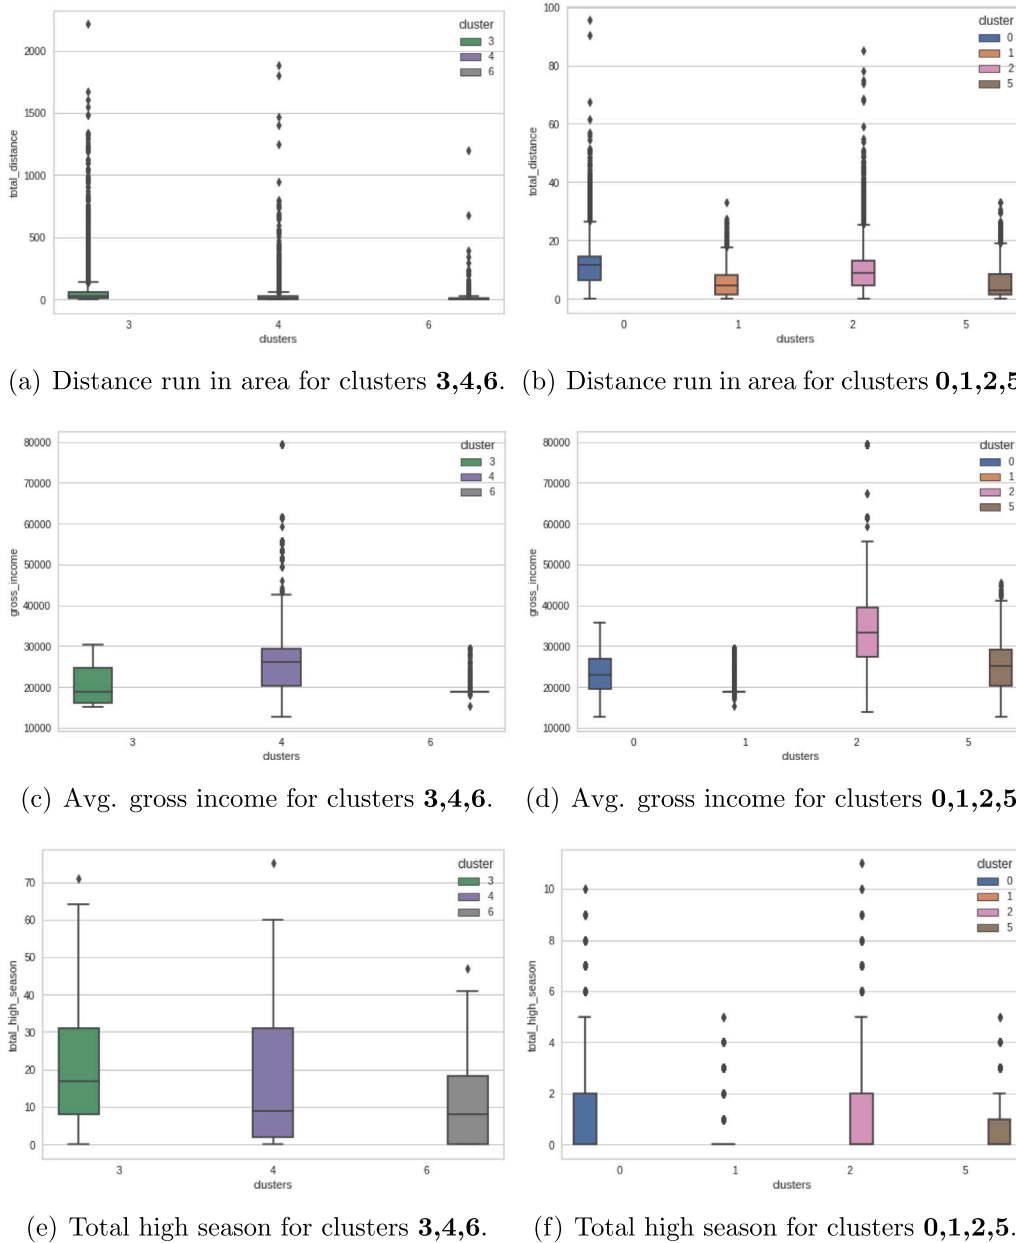 cluster
3
4
6
2000
1500
1000
500
0
total_distance
3 4 6
clusters
cluster
0
1
2
5
100
80
60
40
20
0
total_distance
0 1 2 5
clusters
(a) Distance run in area for clusters 3,4,6.
(b) Distance run in area for clusters 0,1,2,5
cluster
3
4
6
80000
70000
60000
50000
40000
30000
20000
10000
gross_income
3 4 6
clusters
cluster
0
1
2
5
80000
70000
60000
50000
40000
30000
20000
10000
gross_income
0 1 2 5
clusters
(c) Avg. gross income for clusters 3,4,6.
(d) Avg. gross income for clusters 0,1,2,5
cluster
3
4
6
70
60
50
40
30
20
10
0
total_high_season
3 4 6
clusters
cluster
0
1
2
5
10
8
6
4
2
0
total_high_season
0 1 2 5
clusters
(e) Total high season for clusters 3,4,6.
(f) Total high season for clusters 0,1,2,5.